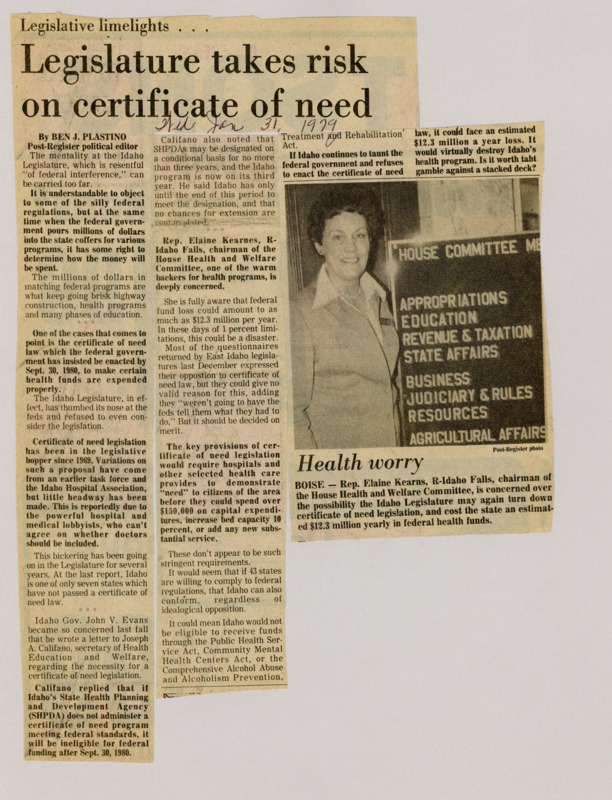 Legislative limelights . . .
Legislature takes risk
on certificate of need
Wed Jan 31, 1979
By BEN J. PLASTINO
Post-Register political editor
The mentality at the Idaho
Legislature, which is resentful
"of federal interference," can
be carried too far.
It is understandable to object
to some of the silly federal
regulations, but at the same
time when the federal govern-
ment pours millions of dollars
into the state coffers for various
programs, it has some right to
determine how the money will
be spent.
The millions of dollars in
matching federal programs are
what keep going brisk highway
construction, health programs
and many phases of education.
* * *
One of the cases that comes to
point is the certificate of need
law which the federal govern-
ment has insisted be enacted by
Sept. 30, 1980, to make certain
health funds are expended
properly.
The Idaho Legislature, in ef-
fect, has thumbed its nose at the
feds and refused to even con-
sider the legislation.
Certificate of need legislation
has been in the legislative
hopper since 1969. Variations on
such a proposal have come
from an earlier task force and
the Idaho Hospital Association,
but little headway has been
made. This is reportedly due to
the powerful hospital and
medical lobbyists, who can't
agree on whether doctors
should be included.
This bickering has been going
on in the Legislature for several
years. At the last report, Idaho
is one of only seven states which
have not passed a certificate of
need law.
* * *
Idaho Gov. John V. Evans
became so concerned last fall
that he wrote a letter to Joseph
A. Califano, secretary of Health
Education and Welfare,
regarding the necessity for a
certificate of need legislation.
Califano replied that if
Idaho's State Health Planning
and Development Agency
(SHPDA) does not administer a
certificate of need program
meeting federal standards, it
will be ineligible for federal
funding after Sept. 30, 1980.
Califano also noted that
SHPDAs may be designated on
a conditional basis for no more
than three years, and the Idaho
program is now on its third
year. He said Idaho has only
until the end of this period to
meet the designation, and that
no chances for extension are
contemplated.
* * *
Rep. Elaine Kearnes, R-
Idaho Falls, chairman of the
House Health and Welfare
Committee, one of the warm
backers for health programs, is
deeply concerned.
She is fully aware that federal
fund loss could amount to as
much as $12.3 million per year.
In these days of 1 percent limi-
tations, this could be a disaster.
Most of the questionnaires
returned by East Idaho legisla-
tures last December expressed
their oppostion to certificate of
need law, but they could give no
valid reason for this, adding
they "weren't going to have the
feds tell them what they had to
do," But it should be decided on
merit.
The key provisions of cer-
tificate of need legislation
would require hospitals and
other selected health care
provides to demonstrate
"need" to citizens of the area
before they could spend over
$150,000 on capital expendi-
tures, increase bed capacity 10
percent, or add any new subs-
tantial service.
These don't appear to be such
stringent requirements.
It would seem that if 43 states
are willing to comply to federal
regulations, that Idaho can also
conform, regardless of
idealogical opposition.
It could mean Idaho would not
be eligible to receive funds
through the Public Health Ser-
vice Act, Community Mental
Health Centers Act, or the
Comprehensive Alcohol Abuse
and Alcoholism Prevention,
Treatment and Rehabilitation
Act.
If Idaho continues to taunt the
federal government and refuses
to enact the certificate of need
law, it could face an estimated
$12.3 million a year loss. It
would virtually destroy Idaho's
health program. Is it worth taht
gamble against a stacked deck?
HOUSE COMMITTEE ME
APPROPRIATIONS
EDUCATION
REVENUE & TAXATION
STATE AFFAIRS
BUSINESS
JUDICIARY & RULES
RESOURCES
AGRICULTURAL AFFAIRS
Post-Register photo
Health worry
BOISE — Rep. Elaine Kearns, R-Idaho Falls, chairman of
the House Health and Welfare Committee, is concerned over
the possibility the Idaho Legislature may again turn down
certificate of need legislation, and cost the state an estimat-
ed $12.3 million yearly in federal health funds.